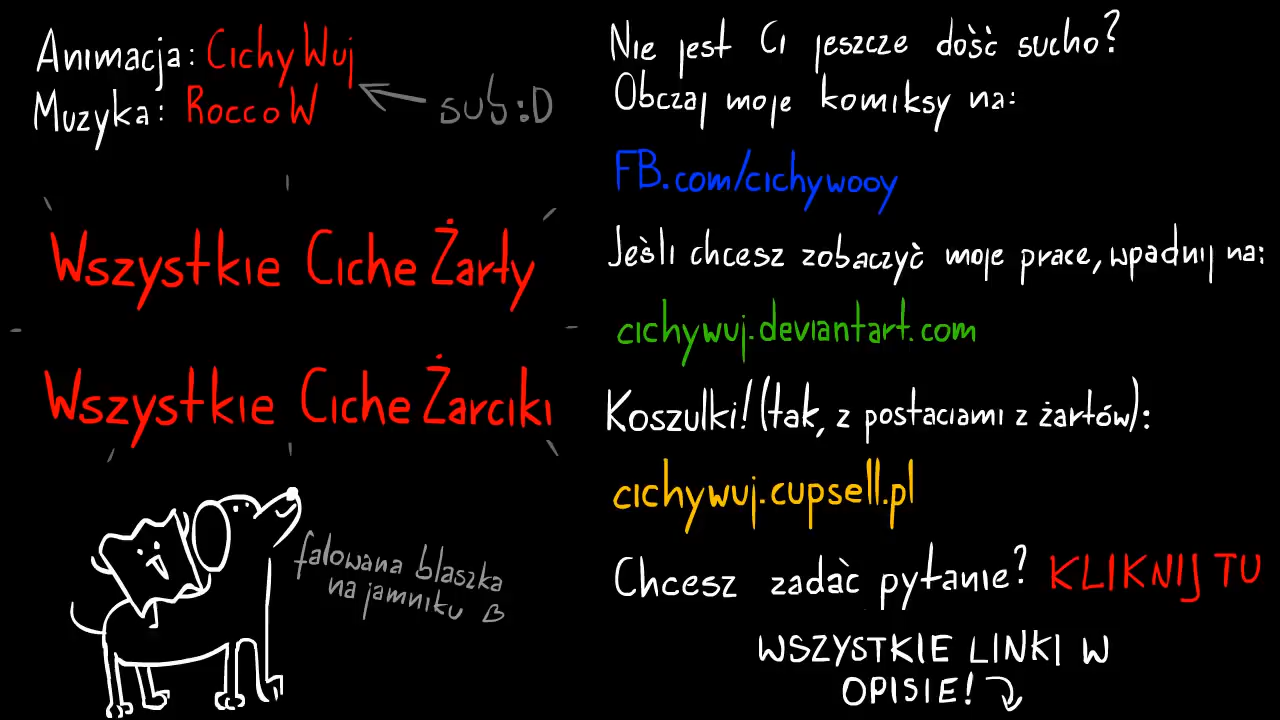 Animacja: Cichy Wuj
Muzyka: RoccoW
sub :D
Wszystkie Ciche Żarty
Wszystkie Ciche Żarciki
falowana blaszka
na jamniku
Nie jest Ci jeszcze dość sucho?
Obczaj moje komiksy na:
FB.com/cichywooy
Jeśli chcesz zobaczyć moje prace, wpadnij na:
cichywuj.deviantart.com
Koszulki! (tak, z postaciami z żartów):
cichywuj.cupsell.pl
Chcesz zadać pytanie? KLIKNIJ TU
WSZYSTKIE LINKI W
OPISIE!